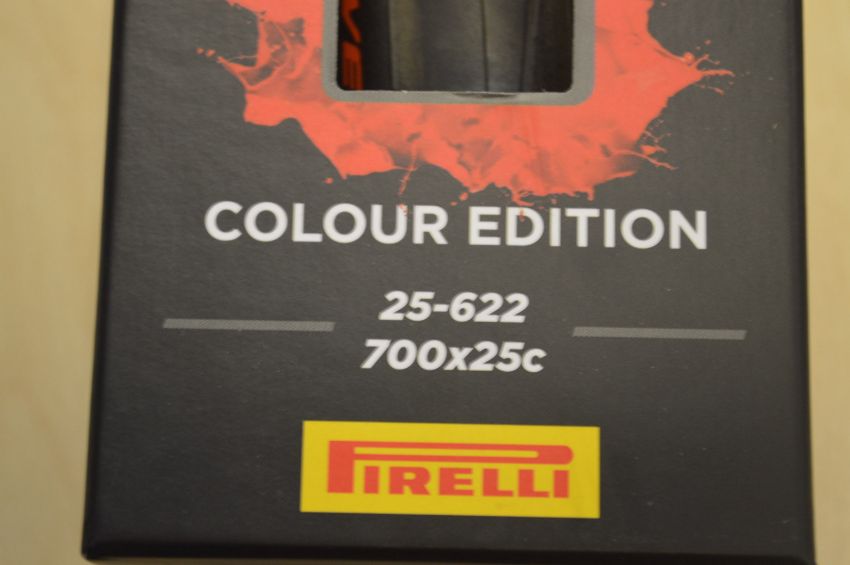 COLOUR EDITION
25-622
700x25c
PIRELLI